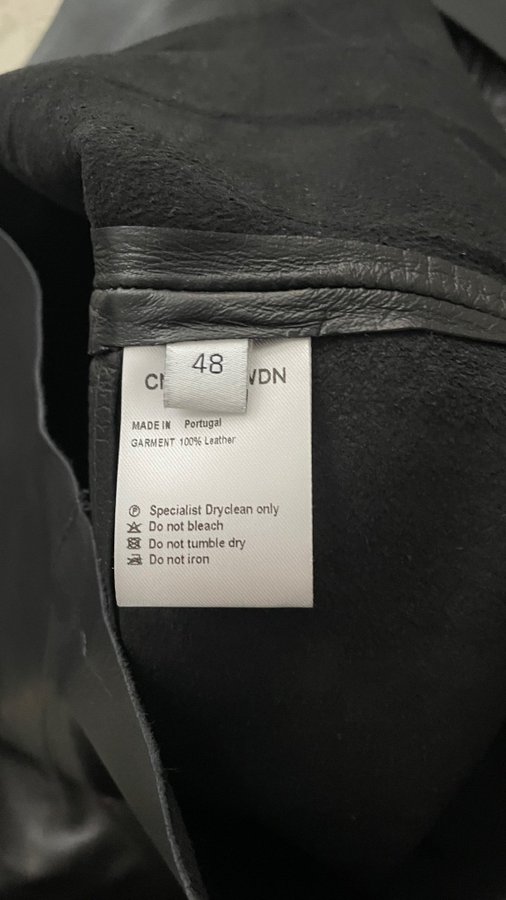 48
MADE IN Portugal
GARMENT 100% Leather
Specialist Dryclean only
Do not bleach
Do not tumble dry
Do not iron